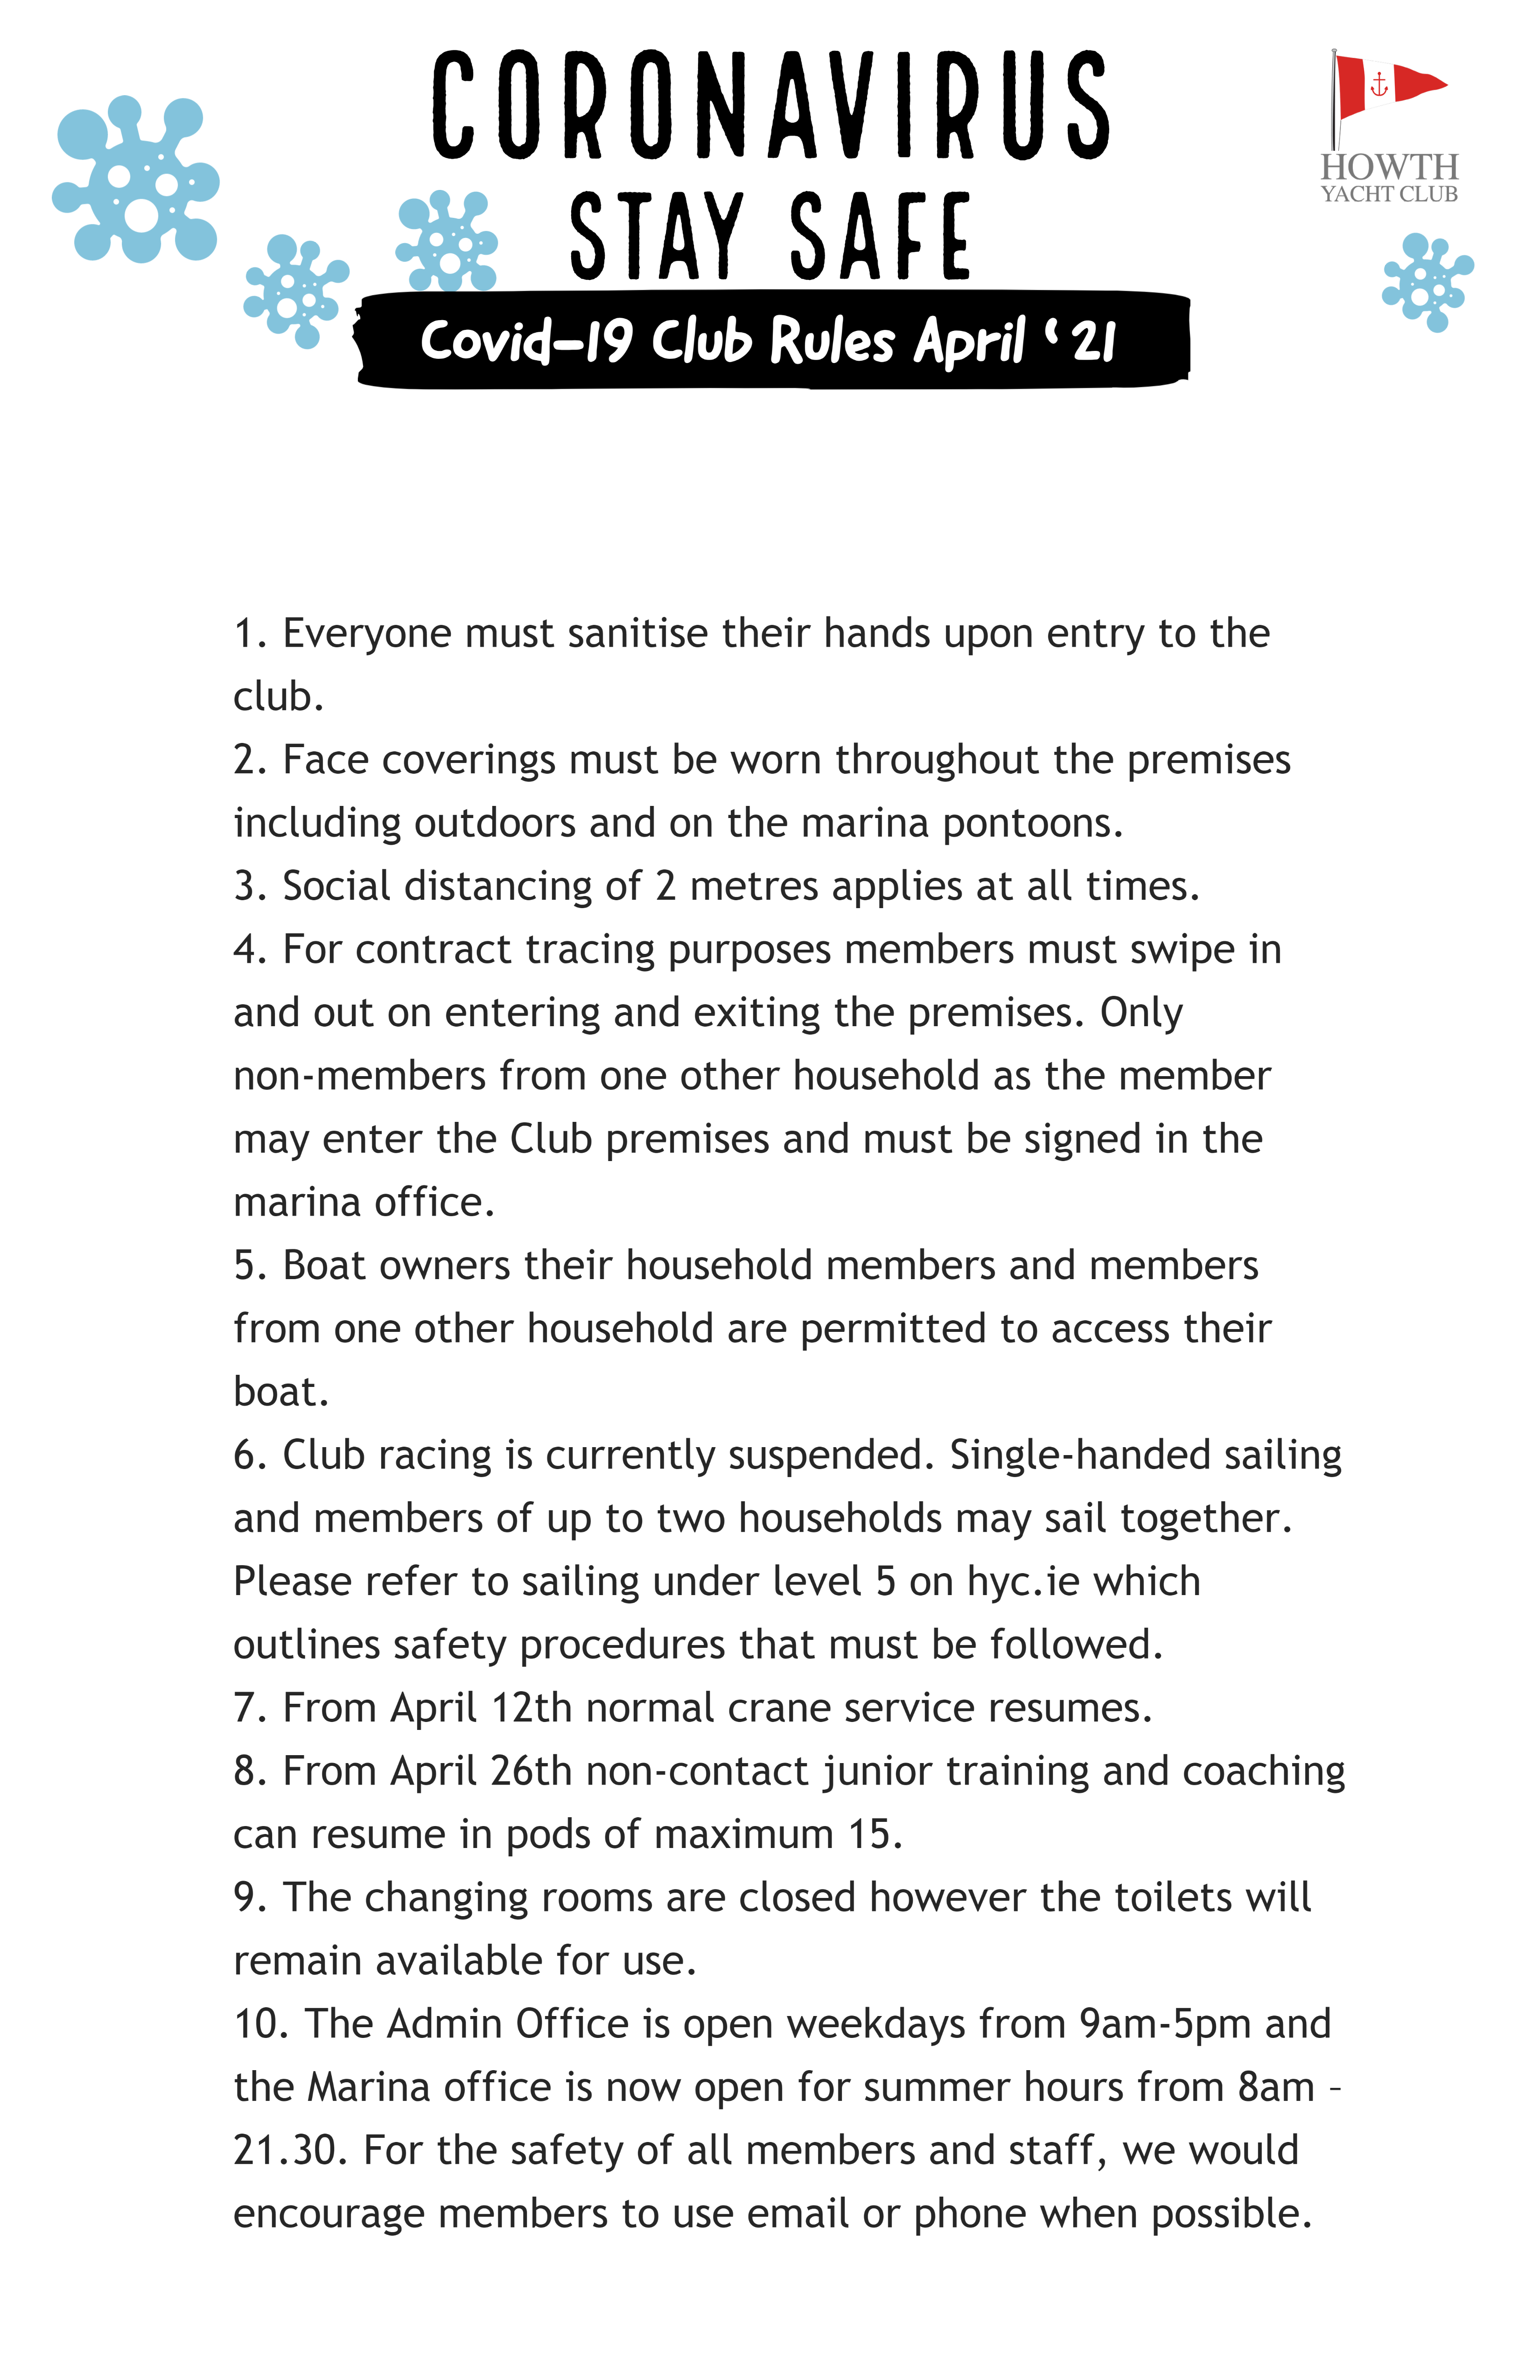 CORONAVIRUS
STAY SAFE
HOWTH
YACHT CLUB
Covid-19 Club Rules April ‘21
1. Everyone must sanitise their hands upon entry to the
club.
2. Face coverings must be worn throughout the premises
including outdoors and on the marina pontoons.
3. Social distancing of 2 metres applies at all times.
4. For contract tracing purposes members must swipe in
and out on entering and exiting the premises. Only
non-members from one other household as the member
may enter the Club premises and must be signed in the
marina office.
5. Boat owners their household members and members
from one other household are permitted to access their
boat.
6. Club racing is currently suspended. Single-handed sailing
and members of up to two households may sail together.
Please refer to sailing under level 5 on hyc.ie which
outlines safety procedures that must be followed.
7. From April 12th normal crane service resumes.
8. From April 26th non-contact junior training and coaching
can resume in pods of maximum 15.
9. The changing rooms are closed however the toilets will
remain available for use.
10. The Admin Office is open weekdays from 9am-5pm and
the Marina office is now open for summer hours from 8am –
21.30. For the safety of all members and staff, we would
encourage members to use email or phone when possible.